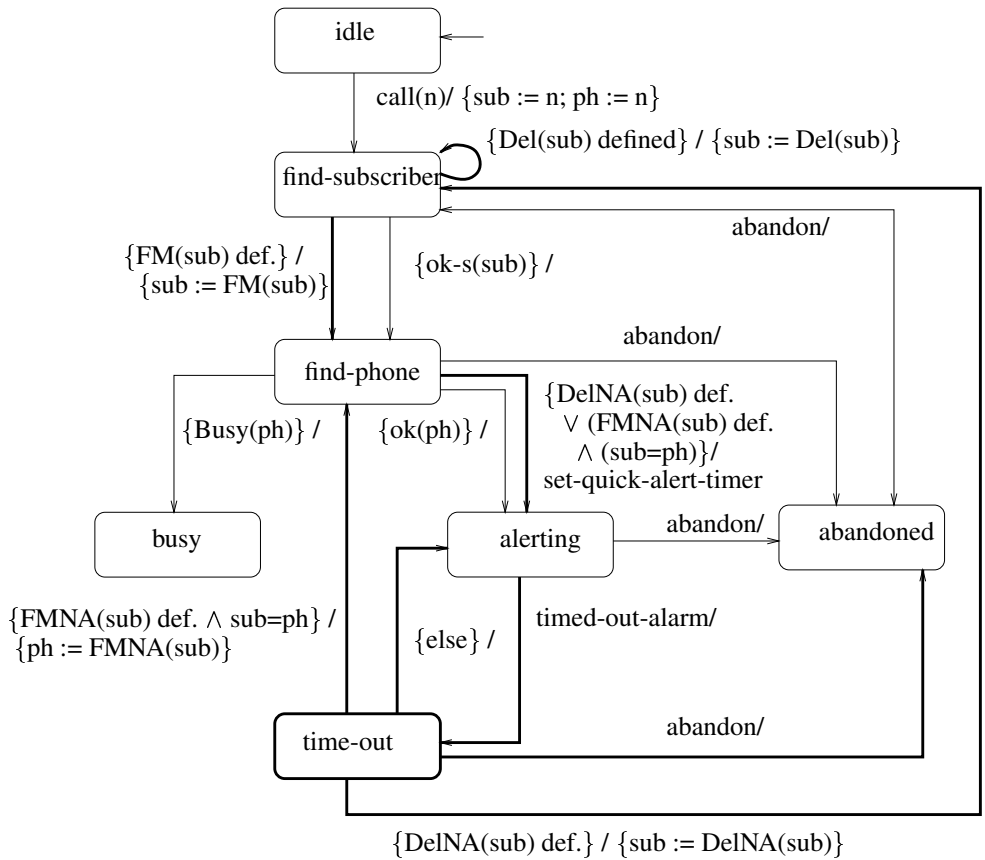 idle
call(n)/ {sub := n; ph := n}
{Del(sub) defined} / {sub := Del(sub)}
find-subscriber
abandon/
{FM(sub) def.} /
{sub := FM(sub)}
{ok-s(sub)} /
abandon/
find-phone
{DelNA(sub) def.
∨ (FMNA(sub) def.
∧ (sub=ph)}/
set-quick-alert-timer
{Busy(ph)} /
{ok(ph)} /
busy
alerting
abandon/
abandoned
{FMNA(sub) def. ∧ sub=ph} /
{ph := FMNA(sub)}
{else} /
timed-out-alarm/
time-out
abandon/
{DelNA(sub) def.} / {sub := DelNA(sub)}